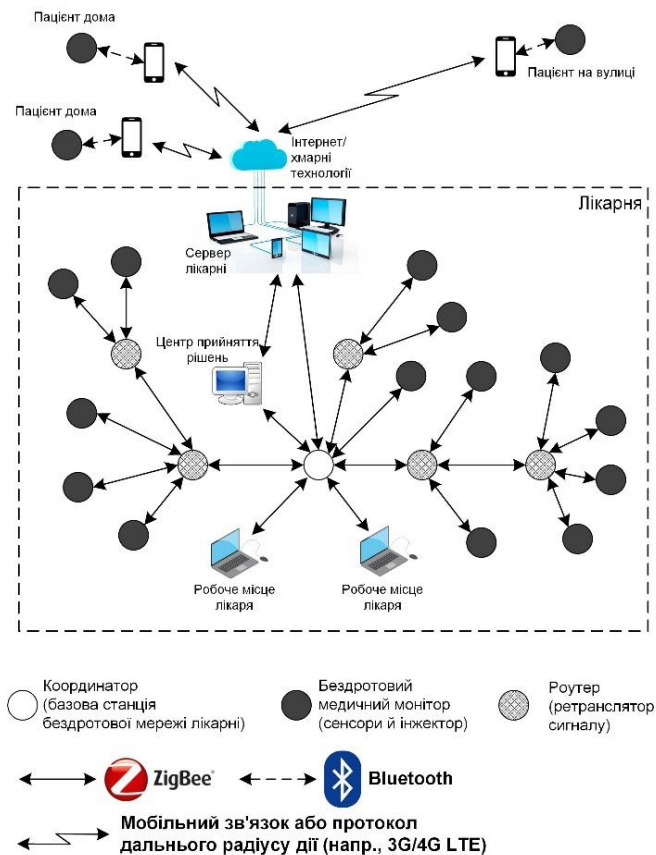 Пацієнт дома
Пацієнт на вулиці
Пацієнт дома
Інтернет/
хмарні
технології
Лікарня
Сервер
лікарні
Центр прийняття
рішень
Робоче місце
лікаря
Робоче місце
лікаря
Координатор
(базова станція
бездротової мережі лікарні)
Бездротовий
медичний монітор
(сенсори й інжектор)
Роутер
(ретранслятор
сигналу)
ZigBee®
Bluetooth
Мобільний зв'язок або протокол
дальнього радіусу дії (напр., 3G/4G LTE)